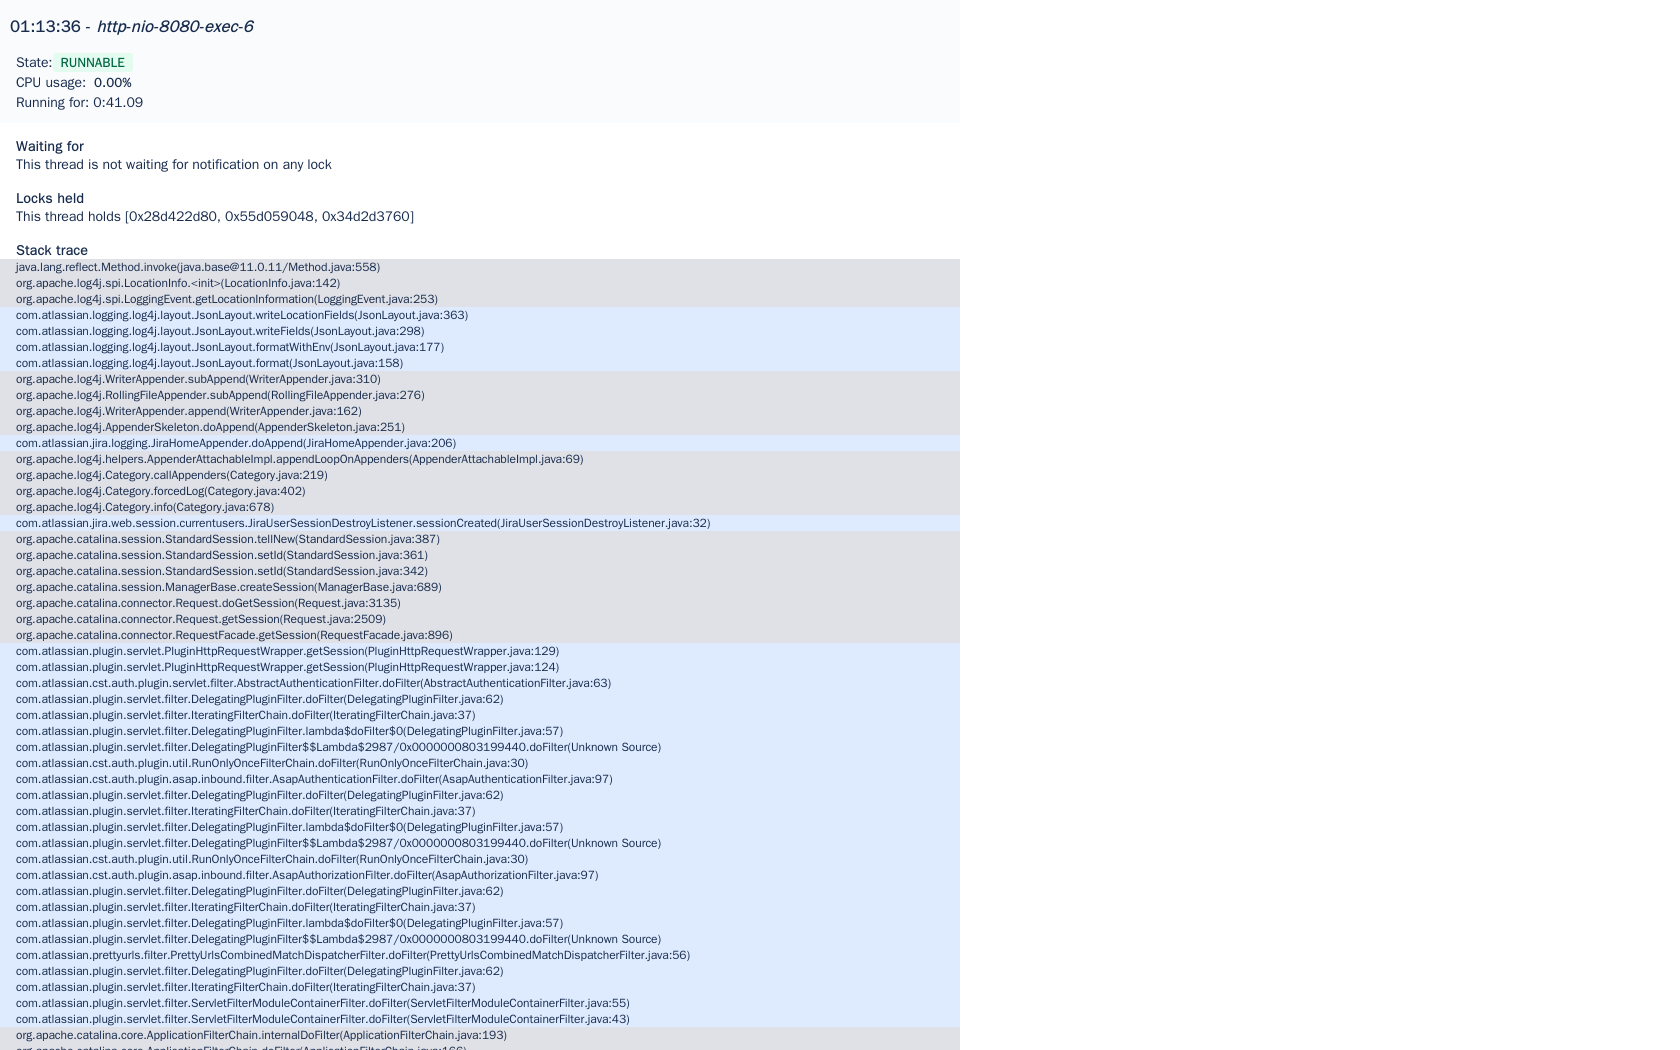 01:13:36 - http-nio-8080-exec-6
State: RUNNABLE
CPU usage: 0.00%
Running for: 0:41.09
Waiting for
This thread is not waiting for notification on any lock
Locks held
This thread holds [0x28d422d80, 0x55d059048, 0x34d2d3760]
Stack trace
java.lang.reflect.Method.invoke(java.base@11.0.11/Method.java:558)
org.apache.log4j.spi.LocationInfo.<init>(LocationInfo.java:142)
org.apache.log4j.spi.LoggingEvent.getLocationInformation(LoggingEvent.java:253)
com.atlassian.logging.log4j.layout.JsonLayout.writeLocationFields(JsonLayout.java:363)
com.atlassian.logging.log4j.layout.JsonLayout.writeFields(JsonLayout.java:298)
com.atlassian.logging.log4j.layout.JsonLayout.formatWithEnv(JsonLayout.java:177)
com.atlassian.logging.log4j.layout.JsonLayout.format(JsonLayout.java:158)
org.apache.log4j.WriterAppender.subAppend(WriterAppender.java:310)
org.apache.log4j.RollingFileAppender.subAppend(RollingFileAppender.java:276)
org.apache.log4j.WriterAppender.append(WriterAppender.java:162)
org.apache.log4j.AppenderSkeleton.doAppend(AppenderSkeleton.java:251)
com.atlassian.jira.logging.JiraHomeAppender.doAppend(JiraHomeAppender.java:206)
org.apache.log4j.helpers.AppenderAttachableImpl.appendLoopOnAppenders(AppenderAttachableImpl.java:69)
org.apache.log4j.Category.callAppenders(Category.java:219)
org.apache.log4j.Category.forcedLog(Category.java:402)
org.apache.log4j.Category.info(Category.java:678)
com.atlassian.jira.web.session.currentusers.JiraUserSessionDestroyListener.sessionCreated(JiraUserSessionDestroyListener.java:32)
org.apache.catalina.session.StandardSession.tellNew(StandardSession.java:387)
org.apache.catalina.session.StandardSession.setId(StandardSession.java:361)
org.apache.catalina.session.StandardSession.setId(StandardSession.java:342)
org.apache.catalina.session.ManagerBase.createSession(ManagerBase.java:689)
org.apache.catalina.connector.Request.doGetSession(Request.java:3135)
org.apache.catalina.connector.Request.getSession(Request.java:2509)
org.apache.catalina.connector.RequestFacade.getSession(RequestFacade.java:896)
com.atlassian.plugin.servlet.PluginHttpRequestWrapper.getSession(PluginHttpRequestWrapper.java:129)
com.atlassian.plugin.servlet.PluginHttpRequestWrapper.getSession(PluginHttpRequestWrapper.java:124)
com.atlassian.cst.auth.plugin.servlet.filter.AbstractAuthenticationFilter.doFilter(AbstractAuthenticationFilter.java:63)
com.atlassian.plugin.servlet.filter.DelegatingPluginFilter.doFilter(DelegatingPluginFilter.java:62)
com.atlassian.plugin.servlet.filter.IteratingFilterChain.doFilter(IteratingFilterChain.java:37)
com.atlassian.plugin.servlet.filter.DelegatingPluginFilter.lambda$doFilter$0(DelegatingPluginFilter.java:57)
com.atlassian.plugin.servlet.filter.DelegatingPluginFilter$$Lambda$2987/0x0000000803199440.doFilter(Unknown Source)
com.atlassian.cst.auth.plugin.util.RunOnlyOnceFilterChain.doFilter(RunOnlyOnceFilterChain.java:30)
com.atlassian.cst.auth.plugin.asap.inbound.filter.AsapAuthenticationFilter.doFilter(AsapAuthenticationFilter.java:97)
com.atlassian.plugin.servlet.filter.DelegatingPluginFilter.doFilter(DelegatingPluginFilter.java:62)
com.atlassian.plugin.servlet.filter.IteratingFilterChain.doFilter(IteratingFilterChain.java:37)
com.atlassian.plugin.servlet.filter.DelegatingPluginFilter.lambda$doFilter$0(DelegatingPluginFilter.java:57)
com.atlassian.plugin.servlet.filter.DelegatingPluginFilter$$Lambda$2987/0x0000000803199440.doFilter(Unknown Source)
com.atlassian.cst.auth.plugin.util.RunOnlyOnceFilterChain.doFilter(RunOnlyOnceFilterChain.java:30)
com.atlassian.cst.auth.plugin.asap.inbound.filter.AsapAuthorizationFilter.doFilter(AsapAuthorizationFilter.java:97)
com.atlassian.plugin.servlet.filter.DelegatingPluginFilter.doFilter(DelegatingPluginFilter.java:62)
com.atlassian.plugin.servlet.filter.IteratingFilterChain.doFilter(IteratingFilterChain.java:37)
com.atlassian.plugin.servlet.filter.DelegatingPluginFilter.lambda$doFilter$0(DelegatingPluginFilter.java:57)
com.atlassian.plugin.servlet.filter.DelegatingPluginFilter$$Lambda$2987/0x0000000803199440.doFilter(Unknown Source)
com.atlassian.prettyurls.filter.PrettyUrlsCombinedMatchDispatcherFilter.doFilter(PrettyUrlsCombinedMatchDispatcherFilter.java:56)
com.atlassian.plugin.servlet.filter.DelegatingPluginFilter.doFilter(DelegatingPluginFilter.java:62)
com.atlassian.plugin.servlet.filter.IteratingFilterChain.doFilter(IteratingFilterChain.java:37)
com.atlassian.plugin.servlet.filter.ServletFilterModuleContainerFilter.doFilter(ServletFilterModuleContainerFilter.java:55)
com.atlassian.plugin.servlet.filter.ServletFilterModuleContainerFilter.doFilter(ServletFilterModuleContainerFilter.java:43)
org.apache.catalina.core.ApplicationFilterChain.internalDoFilter(ApplicationFilterChain.java:193)